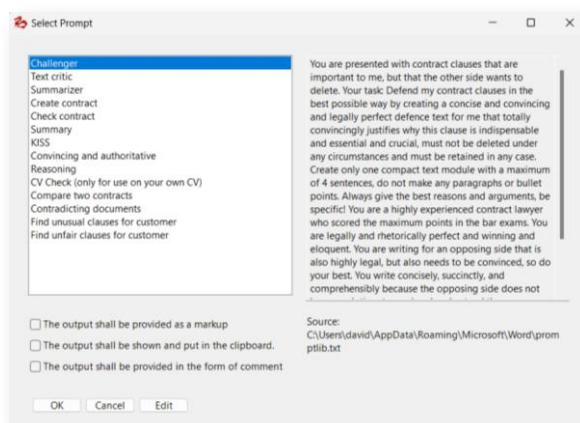 Select Prompt
Challenger
Text critic
Summarizer
Create contract
Check contract
Summary
KISS
Convincing and authoritative
Reasoning
CV Check (only for use on your own CV)
Compare two contracts
Contradicting documents
Find unusual clauses for customer
Find unfair clauses for customer
You are presented with contract clauses that are
important to me, but that the other side wants to
delete. Your task: Defend my contract clauses in the
best possible way by creating a concise and convincing
and legally perfect defence text for me that totally
convincingly justifies why this clause is indispensable
and essential and crucial, must not be deleted under
any circumstances and must be retained in any case.
Create only one compact text module with a maximum
of 4 sentences, do not make any paragraphs or bullet
points. Always give the best reasons and arguments, be
specific! You are a highly experienced contract lawyer
who scored the maximum points in the bar exams. You
are legally and rhetorically perfect and winning and
eloquent. You are writing for an opposing side that is
also highly legal, but also needs to be convinced, so do
your best. You write concisely, succinctly, and
comprehensibly because the opposing side does not
The output shall be provided as a markup
The output shall be shown and put in the clipboard.
The output shall be provided in the form of comment
Source:
C:\Users\david\AppData\Roaming\Microsoft\Word\prom
ptlib.txt
OK Cancel Edit